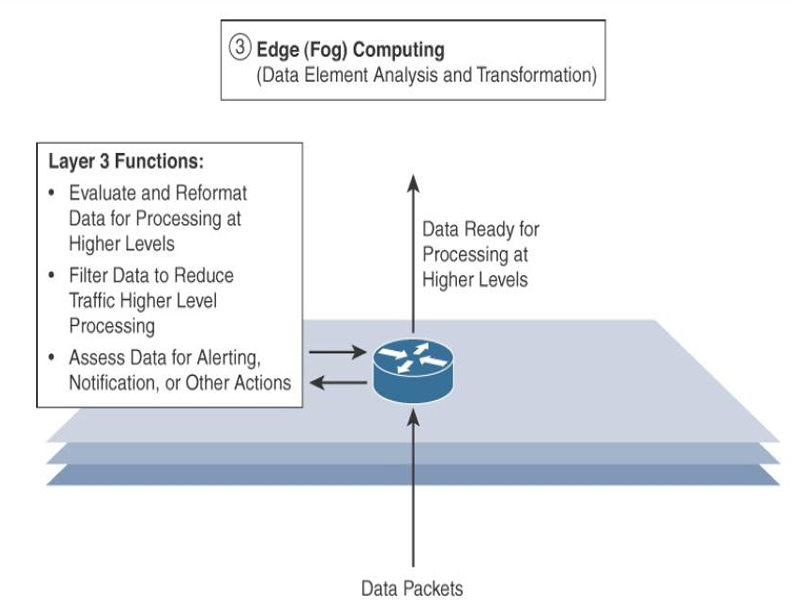 ③ Edge (Fog) Computing
(Data Element Analysis and Transformation)
Layer 3 Functions:
• Evaluate and Reformat
Data for Processing at
Higher Levels
• Filter Data to Reduce
Traffic Higher Level
Processing
• Assess Data for Alerting,
Notification, or Other Actions
Data Ready for
Processing at
Higher Levels
Data Packets